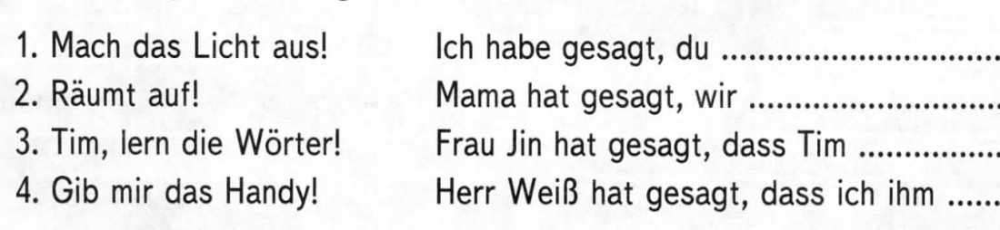 1. Mach das Licht aus! Ich habe gesagt, du ..............................
2. Räumt auf! Mama hat gesagt, wir ...........................
3. Tim, lern die Wörter! Frau Jin hat gesagt, dass Tim ...............
4. Gib mir das Handy! Herr Weiß hat gesagt, dass ich ihm ......